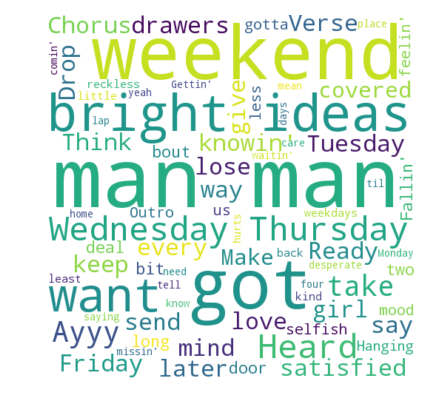 Chorus drawers gotta Verse place
comin' Drop weekend feelin'
reckless Gettin' covered
little yeah give less days mean
bright ideas
lap Think knowin' care Tuesday
bout lose waitin' til
man man
home Outro way us weekdays Fallin'
Wednesday Thursday
deal every hurts Make back Ready two
keep bit need desperate Monday
least tell four take
want got kind girl mood
saying know send love selfish say
Ayyy long mind Heard Hanging
missin' later door satisfied
Friday